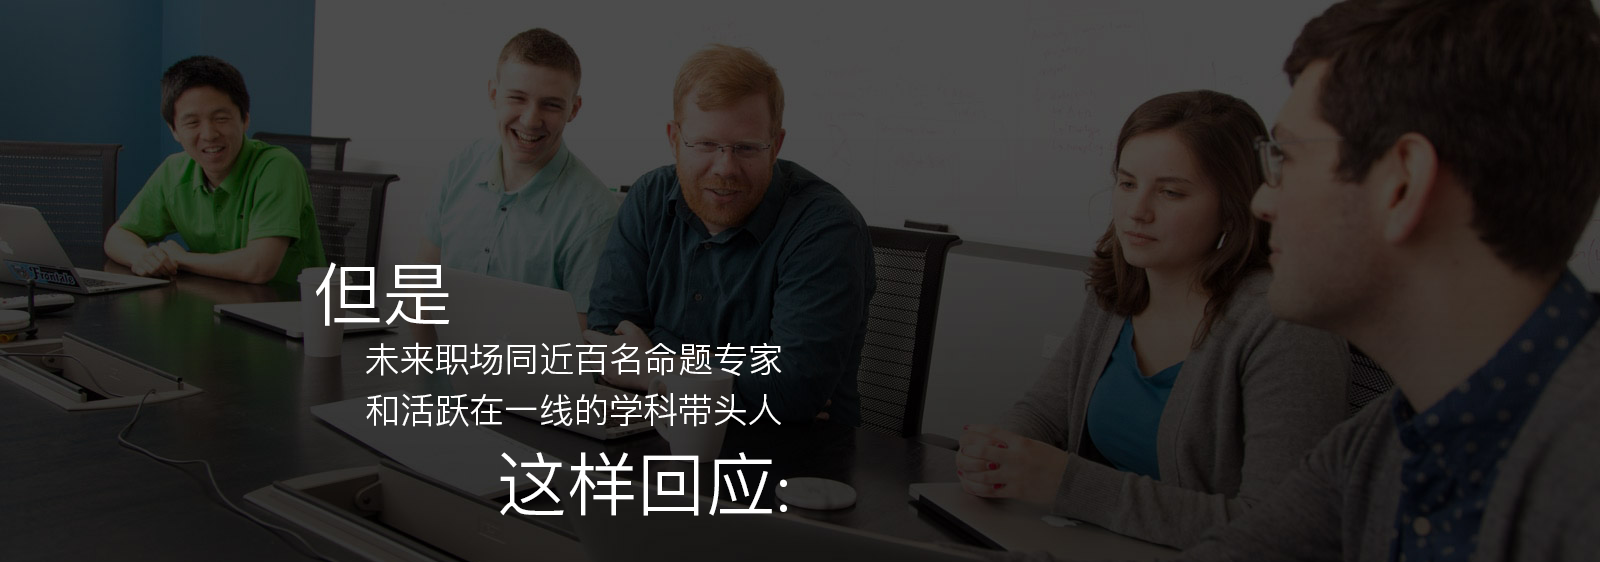 但是
未来职场同近百名命题专家
和活跃在一线的学科带头人
这样回应: